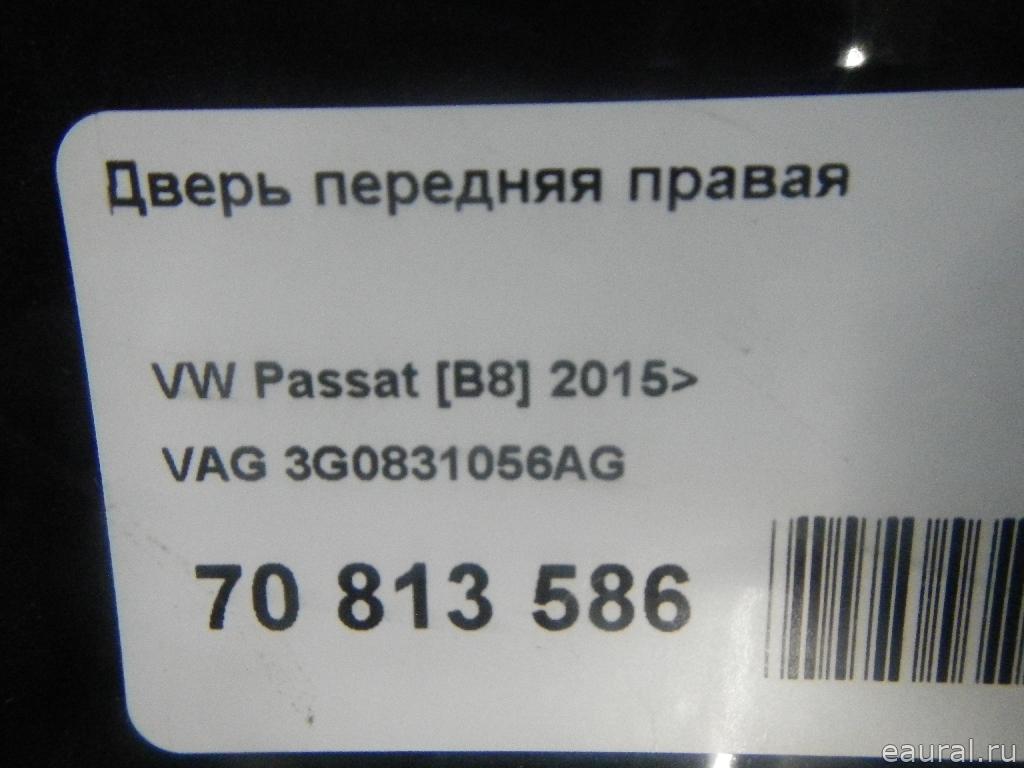 Дверь передняя правая
VW Passat [B8] 2015>
VAG 3G0831056AG
70 813 586
eaural.ru